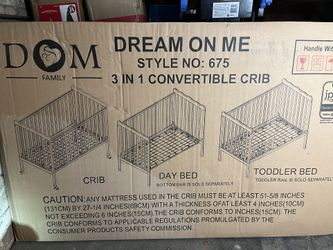 DOM
FAMILY
DREAM ON ME
STYLE NO: 675
3 IN 1 CONVERTIBLE CRIB
Handle Wi
CRIB
DAY BED
BOTTOM BAR IS SOLD SEPARATELY
TODDLER BED
TODDLER RAIL IS SOLD SEPARATELY
CAUTION: ANY MATTRESS USED IN THE CRIB MUST BE AT LEAST 51-5/8 INCHES
(131CM) BY 27-1/4 INCHES(69CM) WITH A THICKNESS OF AT LEAST 4 INCHES(10CM)
NOT EXCEEDING 6 INCHES(15CM) THE CRIB CONFORMS TO INCHES(15CM) THE
CRIB CONFORMS TO APPLICABLE REGULATIONS PROMULGATED BY THE
CONSUMER PRODUCTS SAFETY COMMISSION.